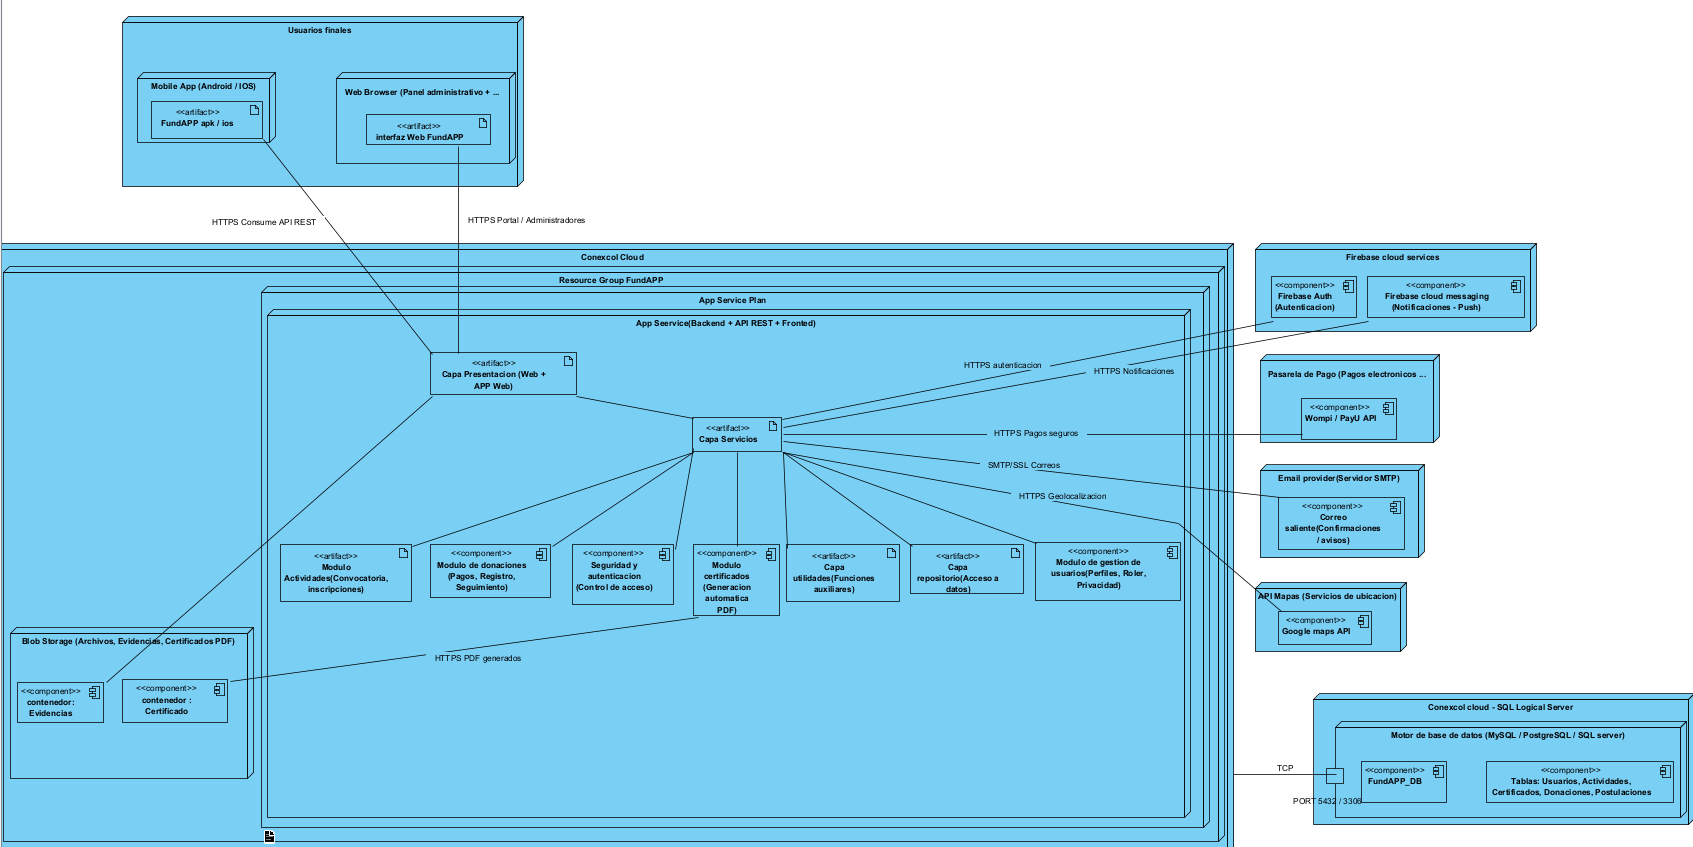 Usuarios finales
Mobile App (Android / IOS)
<<artifact>>
FundAPP apk / ios
Web Browser (Panel administrativo + ...
<<artifact>>
interfaz Web FundAPP
HTTPS Consume API REST
HTTPS Portal / Administradores
Conexcol Cloud
Resource Group FundAPP
App Service Plan
App Seervice(Backend + API REST + Fronted)
<<artifact>>
Capa Presentacion (Web +
APP Web)
<<artifact>>
Capa Servicios
HTTPS autenticacion
HTTPS Notificaciones
HTTPS Pagos seguros
SMTP/SSL Correos
HTTPS Geolocalizacion
<<artifact>>
Modulo
Actividades(Convocatoria,
inscripciones)
<<component>>
Modulo de donaciones
(Pagos, Registro,
Seguimiento)
<<component>>
Seguridad y
autenticacion
(Control de acceso)
<<component>>
Modulo
certificados
(Generacion
automatica
PDF)
<<artifact>>
Capa
utilidades(Funciones
auxiliares)
<<artifact>>
Capa
repositorio(Acceso a
datos)
<<component>>
Modulo de gestion de
usuarios(Perfiles, Roler,
Privacidad)
HTTPS PDF generados
Blob Storage (Archivos, Evidencias, Certificados PDF)
<<component>>
contenedor:
Evidencias
<<component>>
contenedor :
Certificado
Firebase cloud services
<<component>>
Firebase Auth
(Autenticacion)
<<component>>
Firebase cloud messaging
(Notificaciones - Push)
Pasarela de Pago (Pagos electronicos ...
<<component>>
Wompi / PayU API
Email provider(Servidor SMTP)
<<component>>
Correo
saliente(Confirmaciones
/ avisos)
API Mapas (Servicios de ubicacion)
<<component>>
Google maps API
Conexcol cloud - SQL Logical Server
Motor de base de datos (MySQL / PostgreSQL / SQL server)
TCP
PORT 5432 / 3306
<<component>>
FundAPP_DB
<<component>>
Tablas: Usuarios, Actividades,
Certificados, Donaciones, Postulaciones